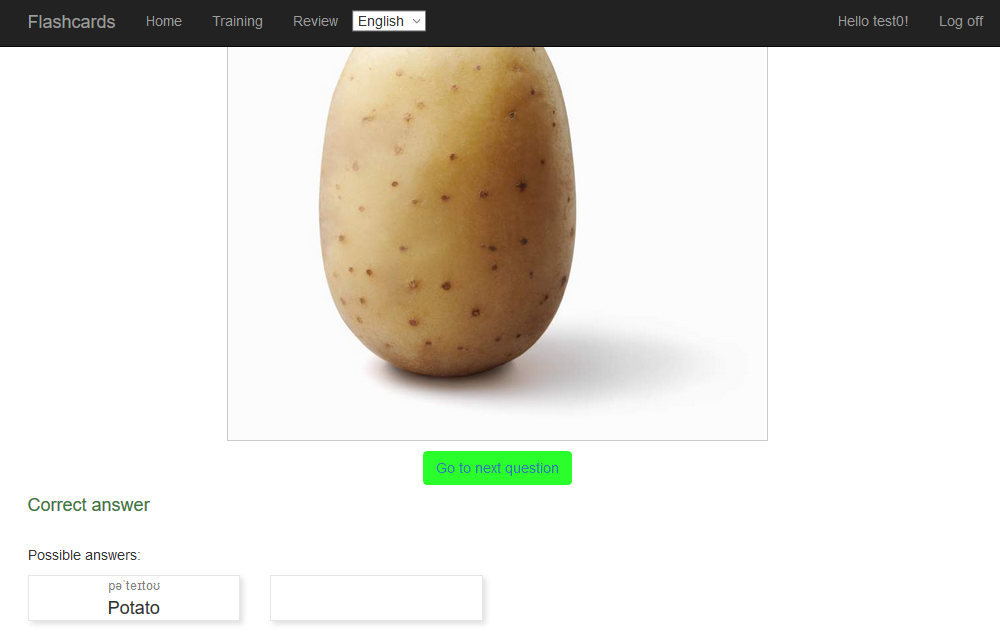 Flashcards Home Training Review English Hello test0! Log off
Go to next question
Correct answer
Possible answers:
pəˈteɪtoʊ
Potato